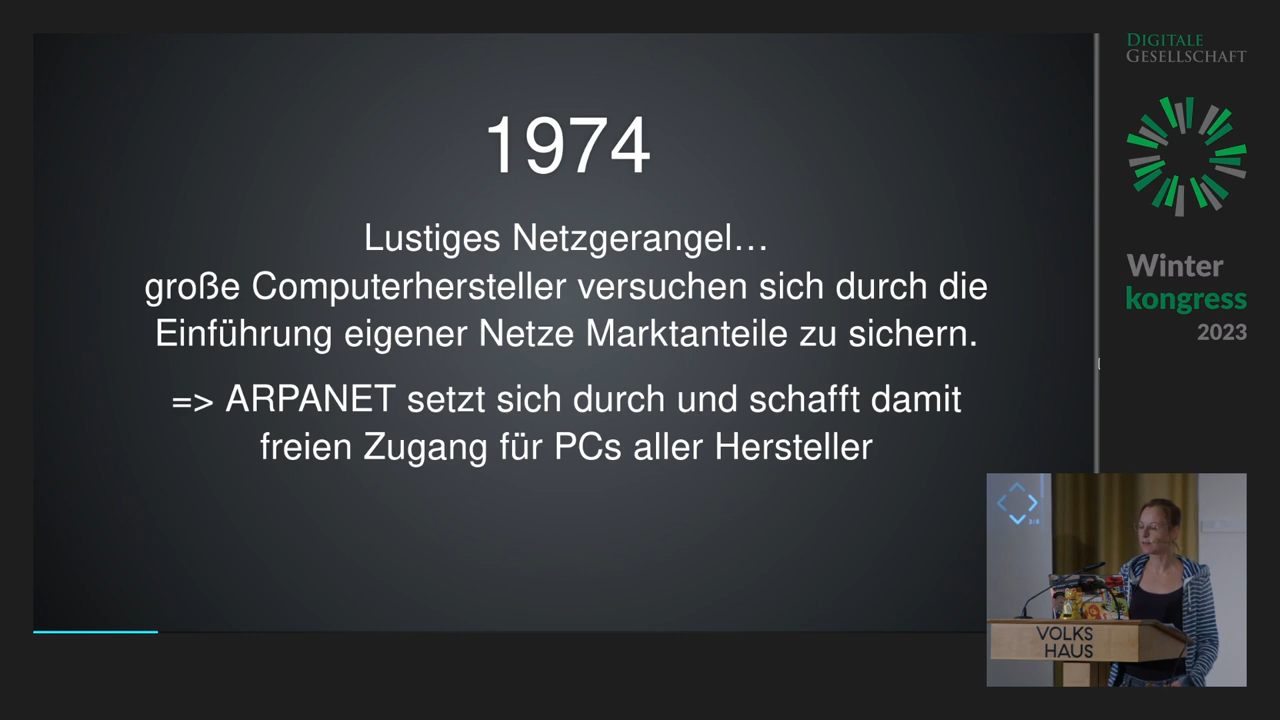 1974
Lustiges Netzgerangel…
große Computerhersteller versuchen sich durch die
Einführung eigener Netze Marktanteile zu sichern.
=> ARPANET setzt sich durch und schafft damit
freien Zugang für PCs aller Hersteller
DIGITALE
GESELLSCHAFT
Winter
kongress
2023
VOLKS
HAUS